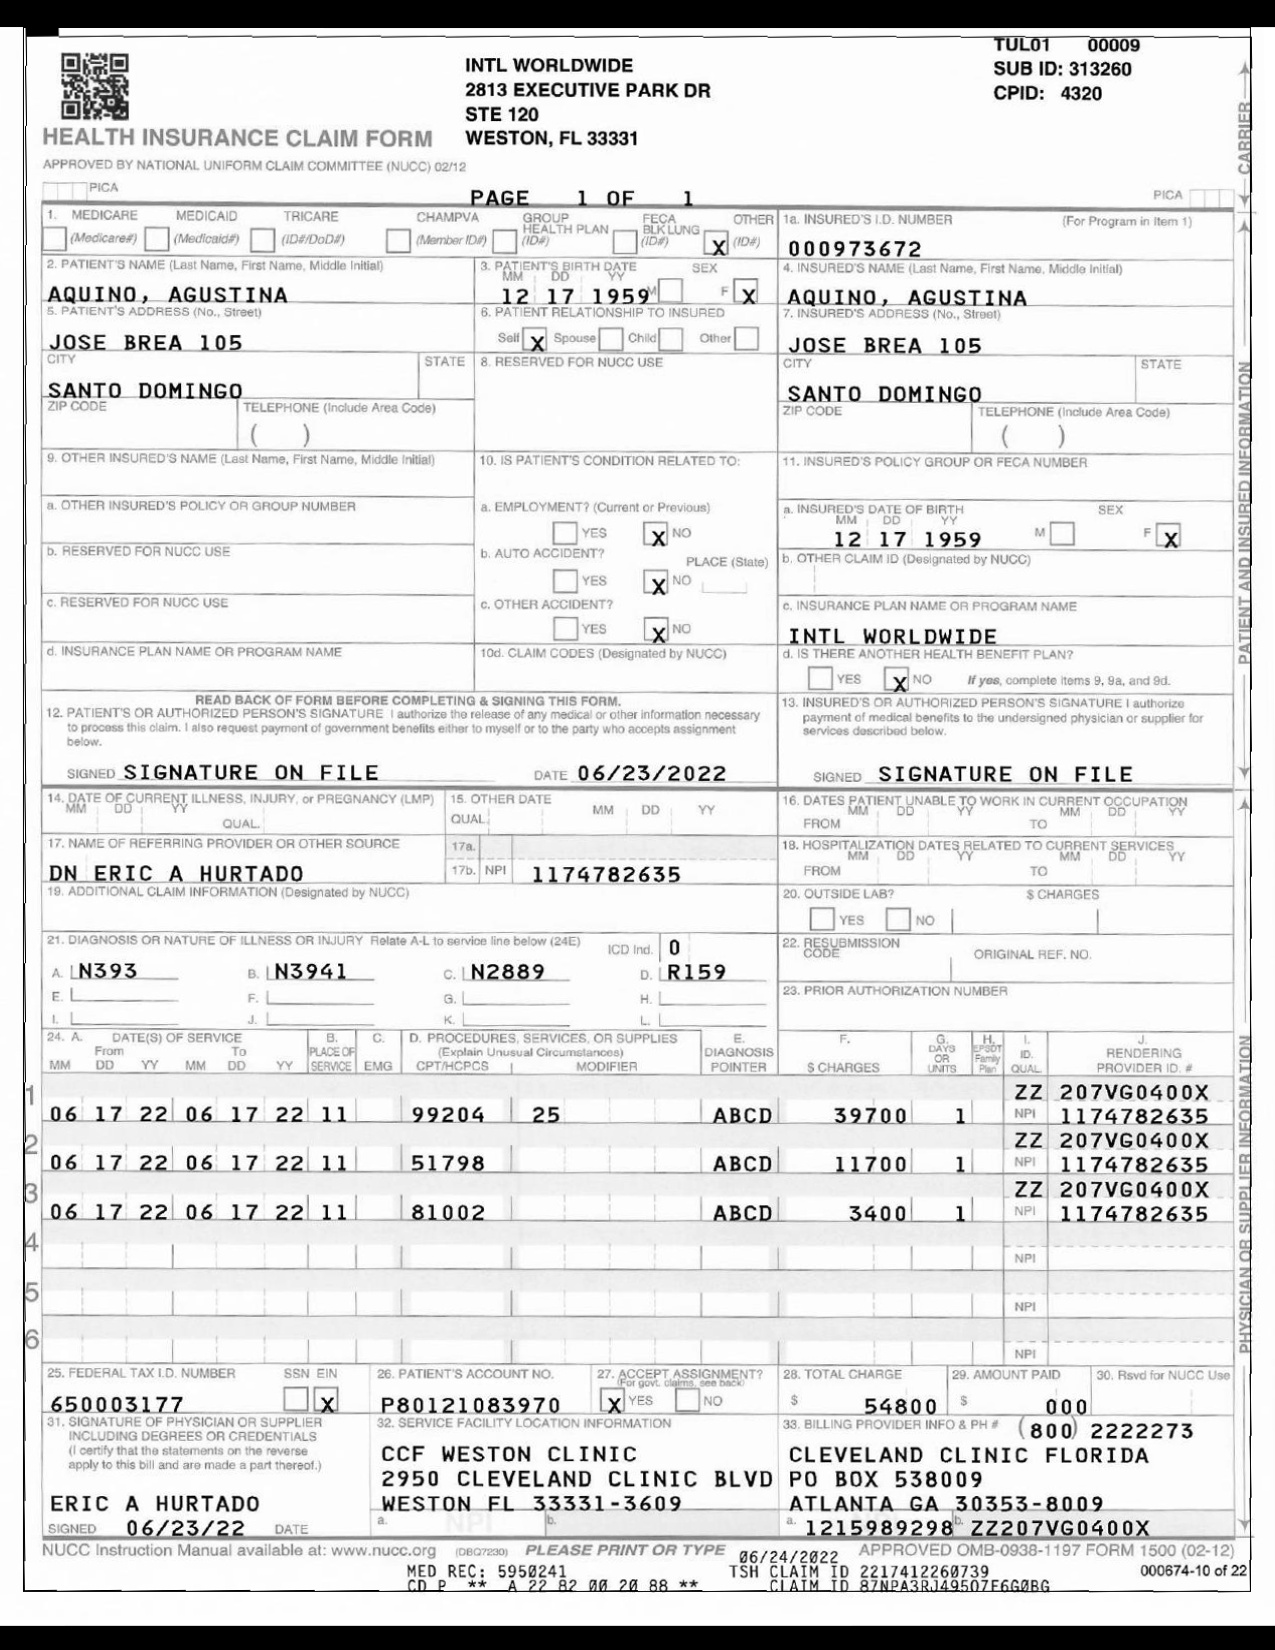 TUL01 00009
INTL WORLDWIDE
SUB ID: 313260
2813 EXECUTIVE PARK DR
CPID: 4320
STE 120
HEALTH INSURANCE CLAIM FORM
WESTON, FL 33331
APPROVED BY NATIONAL UNIFORM CLAIM COMMITTEE (NUCC) 02/12
CARRIER
PICA
PAGE 1 OF 1
PICA
1. MEDICARE MEDICAID TRICARE CHAMPVA GROUP HEALTH PLAN FECA BLK LUNG OTHER
(Medicare#) (Medicaid#) (ID#/DoD#) (Member ID#) (ID#) (ID#) X (ID#)
1a. INSURED'S I.D. NUMBER (For Program in Item 1)
000973672
2. PATIENT'S NAME (Last Name, First Name, Middle Initial)
AQUINO, AGUSTINA
3. PATIENT'S BIRTH DATE SEX
MM DD YY
12 17 1959 M F X
4. INSURED'S NAME (Last Name, First Name, Middle Initial)
AQUINO, AGUSTINA
5. PATIENT'S ADDRESS (No., Street)
JOSE BREA 105
6. PATIENT RELATIONSHIP TO INSURED
Self X Spouse Child Other
7. INSURED'S ADDRESS (No., Street)
JOSE BREA 105
CITY STATE
SANTO DOMINGO
8. RESERVED FOR NUCC USE
CITY STATE
SANTO DOMINGO
ZIP CODE TELEPHONE (Include Area Code)
( )
ZIP CODE TELEPHONE (Include Area Code)
( )
9. OTHER INSURED'S NAME (Last Name, First Name, Middle Initial)
10. IS PATIENT'S CONDITION RELATED TO:
11. INSURED'S POLICY GROUP OR FECA NUMBER
a. OTHER INSURED'S POLICY OR GROUP NUMBER
a. EMPLOYMENT? (Current or Previous)
YES X NO
a. INSURED'S DATE OF BIRTH SEX
MM DD YY
12 17 1959 M F X
b. RESERVED FOR NUCC USE
b. AUTO ACCIDENT? PLACE (State)
YES X NO
b. OTHER CLAIM ID (Designated by NUCC)
c. RESERVED FOR NUCC USE
c. OTHER ACCIDENT?
YES X NO
c. INSURANCE PLAN NAME OR PROGRAM NAME
INTL WORLDWIDE
d. INSURANCE PLAN NAME OR PROGRAM NAME
10d. CLAIM CODES (Designated by NUCC)
d. IS THERE ANOTHER HEALTH BENEFIT PLAN?
YES X NO If yes, complete items 9, 9a, and 9d.
PATIENT AND INSURED INFORMATION
READ BACK OF FORM BEFORE COMPLETING & SIGNING THIS FORM.
12. PATIENT'S OR AUTHORIZED PERSON'S SIGNATURE I authorize the release of any medical or other information necessary
to process this claim. I also request payment of government benefits either to myself or to the party who accepts assignment
below.
SIGNED SIGNATURE ON FILE DATE 06/23/2022
13. INSURED'S OR AUTHORIZED PERSON'S SIGNATURE I authorize
payment of medical benefits to the undersigned physician or supplier for
services described below.
SIGNED SIGNATURE ON FILE
14. DATE OF CURRENT ILLNESS, INJURY, or PREGNANCY (LMP)
MM DD YY
QUAL.
15. OTHER DATE
QUAL. MM DD YY
16. DATES PATIENT UNABLE TO WORK IN CURRENT OCCUPATION
MM DD YY MM DD YY
FROM TO
17. NAME OF REFERRING PROVIDER OR OTHER SOURCE
DN ERIC A HURTADO
17a.
17b. NPI 1174782635
18. HOSPITALIZATION DATES RELATED TO CURRENT SERVICES
MM DD YY MM DD YY
FROM TO
19. ADDITIONAL CLAIM INFORMATION (Designated by NUCC)
20. OUTSIDE LAB? $ CHARGES
YES NO
21. DIAGNOSIS OR NATURE OF ILLNESS OR INJURY Relate A-L to service line below (24E)
ICD Ind. 0
A. N393 B. N3941 C. N2889 D. R159
E. F. G. H.
I. J. K. L.
22. RESUBMISSION CODE ORIGINAL REF. NO.
23. PRIOR AUTHORIZATION NUMBER
24. A. DATE(S) OF SERVICE B. C. D. PROCEDURES, SERVICES, OR SUPPLIES E. F. G. H. I. J.
From To PLACE OF (Explain Unusual Circumstances) DIAGNOSIS DAYS OR EPSDT Family ID. RENDERING
MM DD YY MM DD YY SERVICE EMG CPT/HCPCS MODIFIER POINTER $ CHARGES UNITS Plan QUAL. PROVIDER ID. #
ZZ 207VG0400X
1 06 17 22 06 17 22 11 99204 25 ABCD 39700 1 NPI 1174782635
ZZ 207VG0400X
2 06 17 22 06 17 22 11 51798 ABCD 11700 1 NPI 1174782635
ZZ 207VG0400X
3 06 17 22 06 17 22 11 81002 ABCD 3400 1 NPI 1174782635
4 NPI
5 NPI
6 NPI
PHYSICIAN OR SUPPLIER INFORMATION
25. FEDERAL TAX I.D. NUMBER SSN EIN
650003177 X
26. PATIENT'S ACCOUNT NO.
P80121083970
27. ACCEPT ASSIGNMENT?
(For govt. claims, see back)
X YES NO
28. TOTAL CHARGE
$ 54800
29. AMOUNT PAID
$ 000
30. Rsvd for NUCC Use
31. SIGNATURE OF PHYSICIAN OR SUPPLIER
INCLUDING DEGREES OR CREDENTIALS
(I certify that the statements on the reverse
apply to this bill and are made a part thereof.)
ERIC A HURTADO
SIGNED 06/23/22 DATE
32. SERVICE FACILITY LOCATION INFORMATION
CCF WESTON CLINIC
2950 CLEVELAND CLINIC BLVD
WESTON FL 33331-3609
a. NPI b.
33. BILLING PROVIDER INFO & PH # (800) 2222273
CLEVELAND CLINIC FLORIDA
PO BOX 538009
ATLANTA GA 30353-8009
a. 1215989298 b. ZZ207VG0400X
NUCC Instruction Manual available at: www.nucc.org (DBQ7230) PLEASE PRINT OR TYPE 06/24/2022 APPROVED OMB-0938-1197 FORM 1500 (02-12)
MED REC: 5950241 TSH CLAIM ID 2217412260739 000674-10 of 22
CD P ** A 22 82 00 20 88 ** CLAIM ID 87NPA3RJ49507F6G0BG